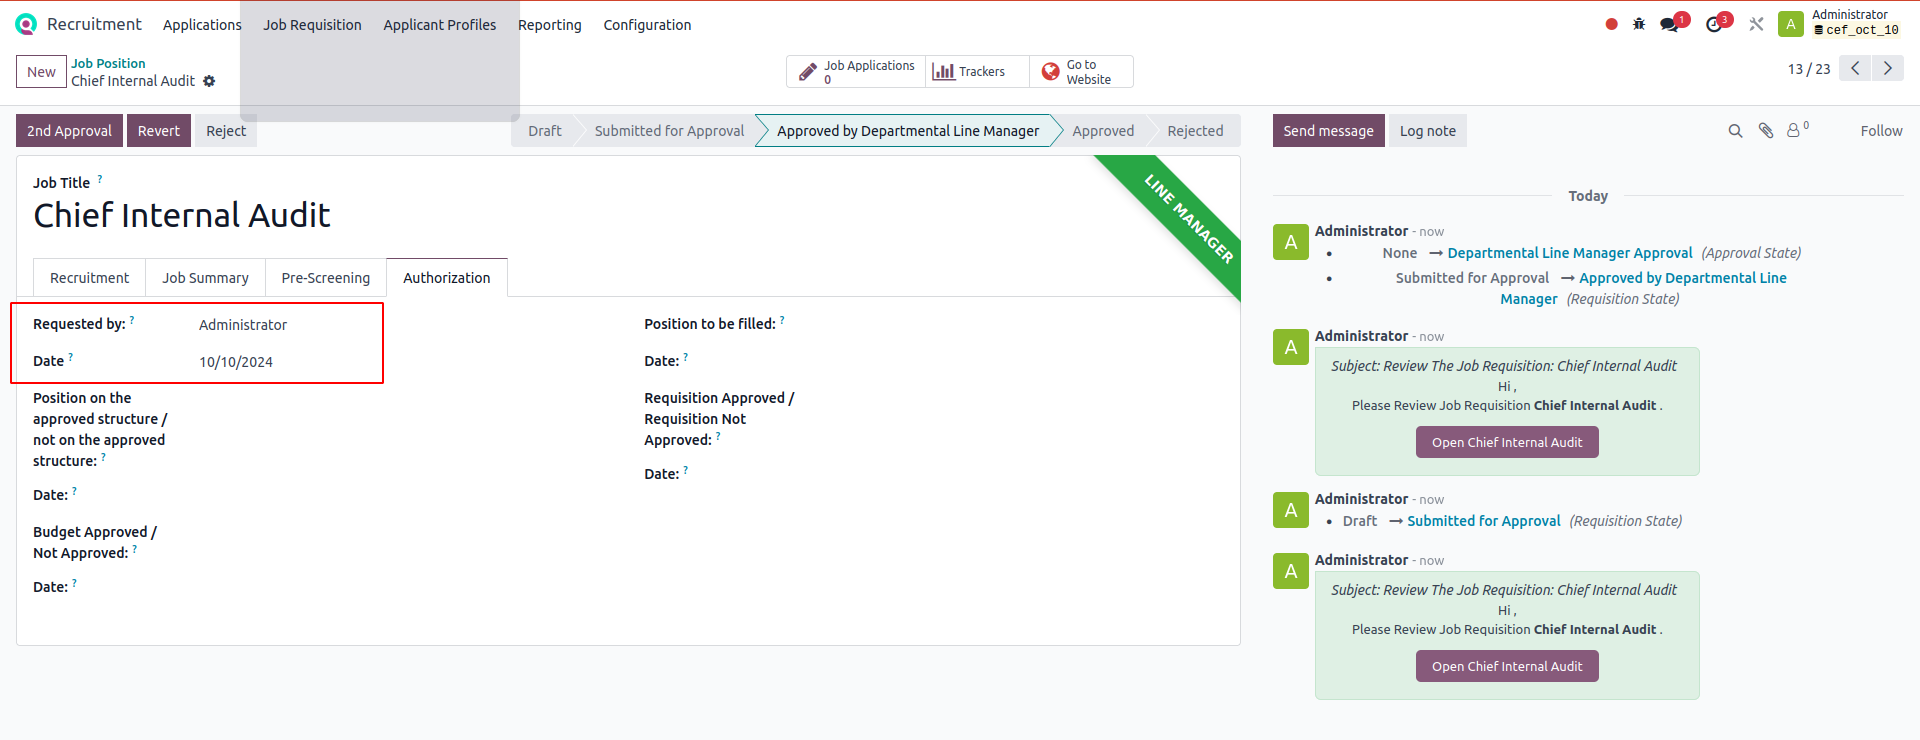 Recruitment Applications Job Requisition Applicant Profiles Reporting Configuration 1 3 A Administrator
cef_oct_10
New Job Position
Chief Internal Audit
Job Applications
0
Trackers
Go to
Website
13 / 23
2nd Approval Revert Reject Draft Submitted for Approval Approved by Departmental Line Manager Approved Rejected
Send message Log note 0 Follow
Job Title ?
Chief Internal Audit
LINE MANAGER
Recruitment Job Summary Pre-Screening Authorization
Requested by: ? Administrator
Date ? 10/10/2024
Position on the
approved structure /
not on the approved
structure: ?
Date: ?
Budget Approved /
Not Approved: ?
Date: ?
Position to be filled: ?
Date: ?
Requisition Approved /
Requisition Not
Approved: ?
Date: ?
Today
A Administrator - now
• None → Departmental Line Manager Approval (Approval State)
• Submitted for Approval → Approved by Departmental Line
Manager (Requisition State)
A Administrator - now
Subject: Review The Job Requisition: Chief Internal Audit
Hi ,
Please Review Job Requisition Chief Internal Audit .
Open Chief Internal Audit
A Administrator - now
• Draft → Submitted for Approval (Requisition State)
A Administrator - now
Subject: Review The Job Requisition: Chief Internal Audit
Hi ,
Please Review Job Requisition Chief Internal Audit .
Open Chief Internal Audit